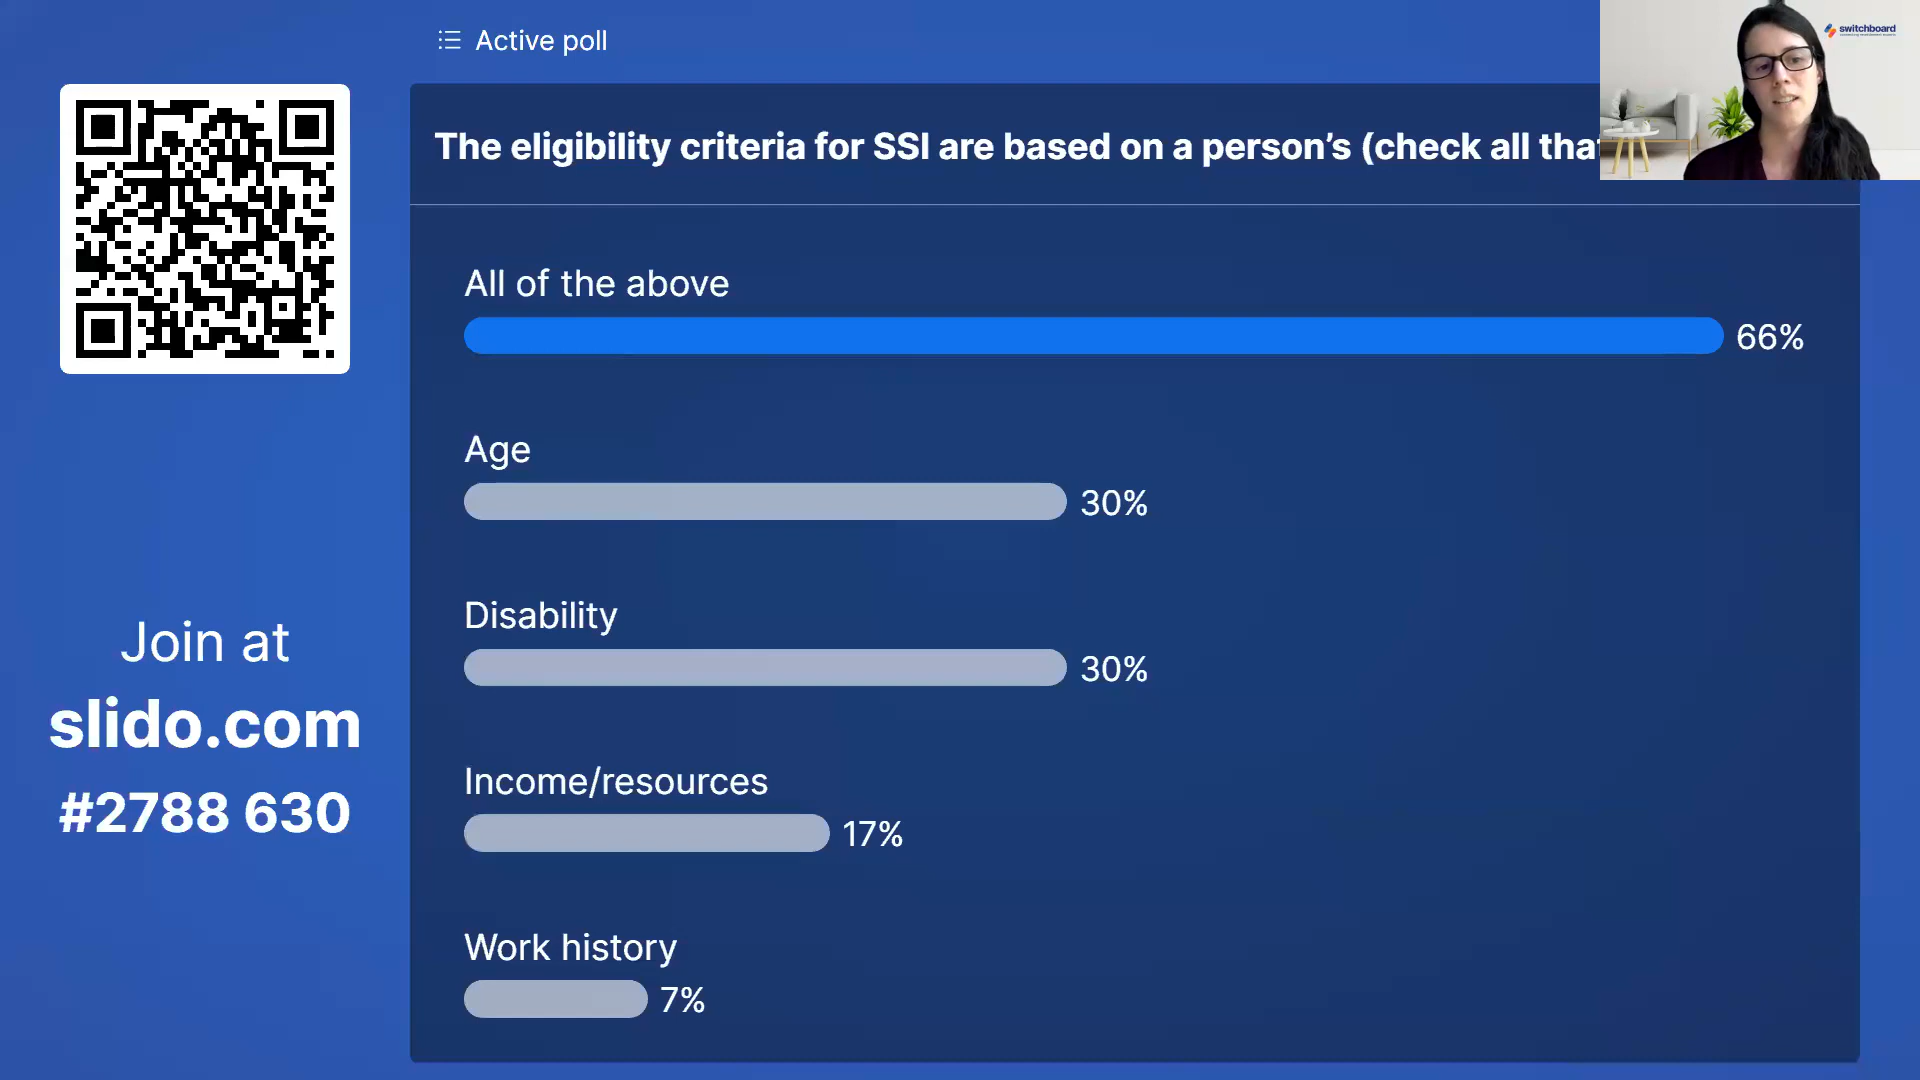 Active poll
switchboard
The eligibility criteria for SSI are based on a person’s (check all that
All of the above
66%
Age
30%
Disability
30%
Income/resources
17%
Work history
7%
Join at
slido.com
#2788 630